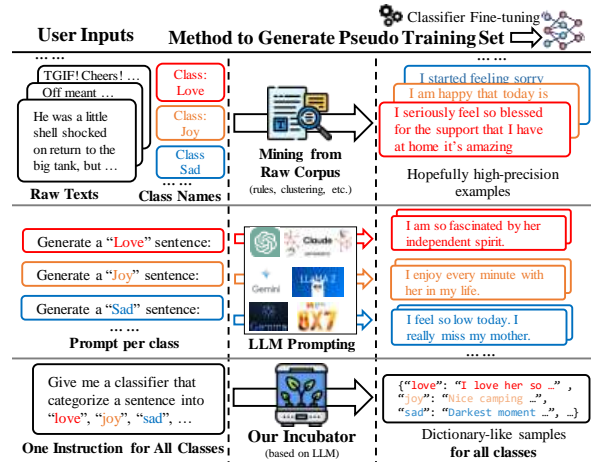 Classifier Fine-tuning
User Inputs
Method to Generate Pseudo Training Set
... ...
TGIF! Cheers! ...
Off meant ...
He was a little
shell shocked
on return to the
big tank, but ...
Raw Texts
Class:
Love
Class:
Joy
Class
Sad
... ...
Class Names
Mining from
Raw Corpus
(rules, clustering, etc.)
... ...
I started feeling sorry
I am happy that today is
I seriously feel so blessed
for the support that I have
at home it's amazing
Hopefully high-precision
examples
Generate a "Love" sentence:
Generate a "Joy" sentence:
Generate a "Sad" sentence:
... ...
Prompt per class
Claude
Gemini
LLAMA 2
8X7
LLM Prompting
I am so fascinated by her
independent spirit.
I enjoy every minute with
her in my life.
I feel so low today. I
really miss my mother.
... ...
Give me a classifier that
categorize a sentence into
"love", "joy", "sad", ...
One Instruction for All Classes
Our Incubator
(based on LLM)
{"love": "I love her so …" ,
"joy": "Nice camping …",
"sad": "Darkest moment …", …}
Dictionary-like samples
for all classes